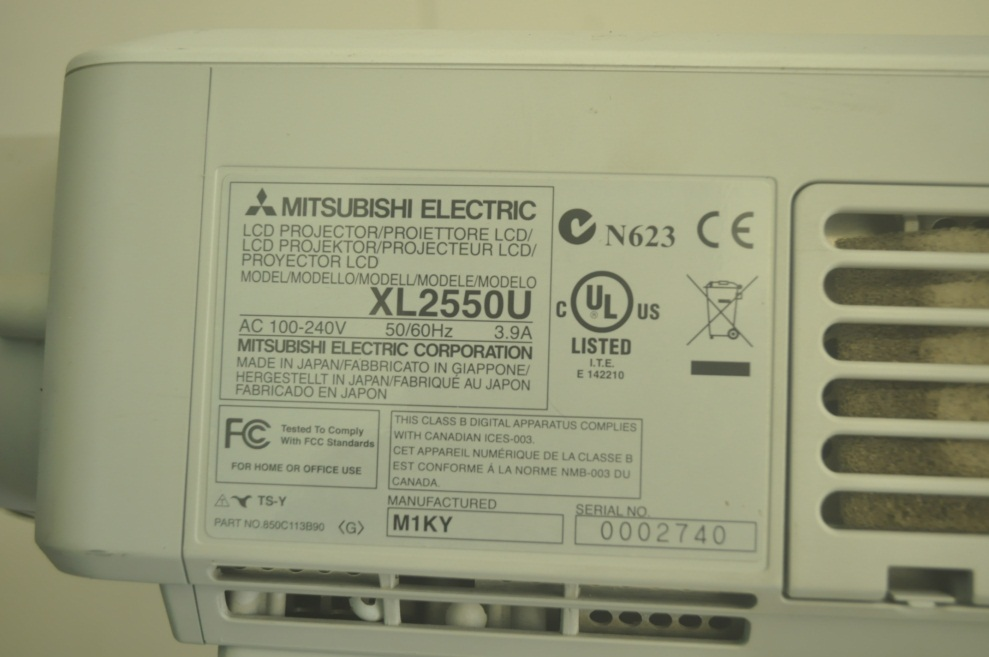 MITSUBISHI ELECTRIC
LCD PROJECTOR/PROIETTORE LCD/
LCD PROJEKTOR/PROJECTEUR LCD/
PROYECTOR LCD
MODEL/MODELLO/MODELL/MODELE/MODELO
XL2550U
AC 100-240V 50/60Hz 3.9A
MITSUBISHI ELECTRIC CORPORATION
MADE IN JAPAN/FABBRICATO IN GIAPPONE/
HERGESTELLT IN JAPAN/FABRIQUÉ AU JAPON
FABRICADO EN JAPON
N623 CE
C UL US
®
LISTED
I.T.E.
E 142210
FC Tested To Comply
With FCC Standards
FOR HOME OR OFFICE USE
THIS CLASS B DIGITAL APPARATUS COMPLIES
WITH CANADIAN ICES-003.
CET APPAREIL NUMÉRIQUE DE LA CLASSE B
EST CONFORME À LA NORME NMB-003 DU
CANADA.
TS-Y
PART NO.850C113B90 〈G〉
MANUFACTURED
M1KY
SERIAL NO.
0002740